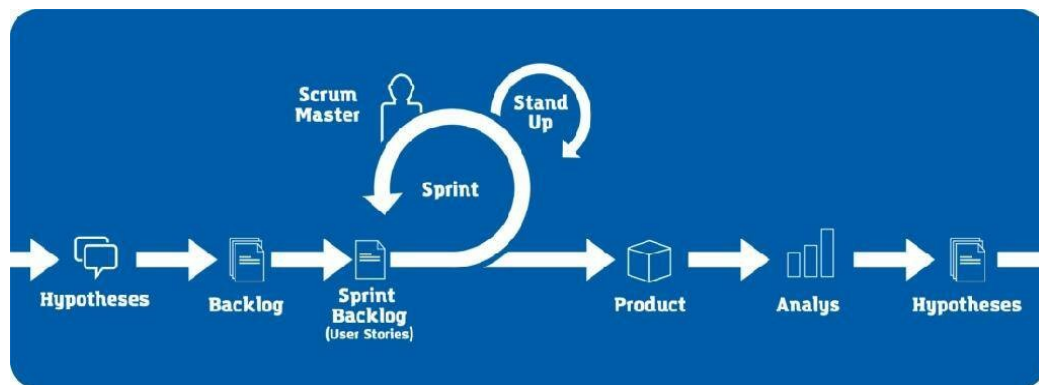 Scrum
Master
Stand
Up
Sprint
Hypotheses
Backlog
Sprint
Backlog
(User Stories)
Product
Analys
Hypotheses